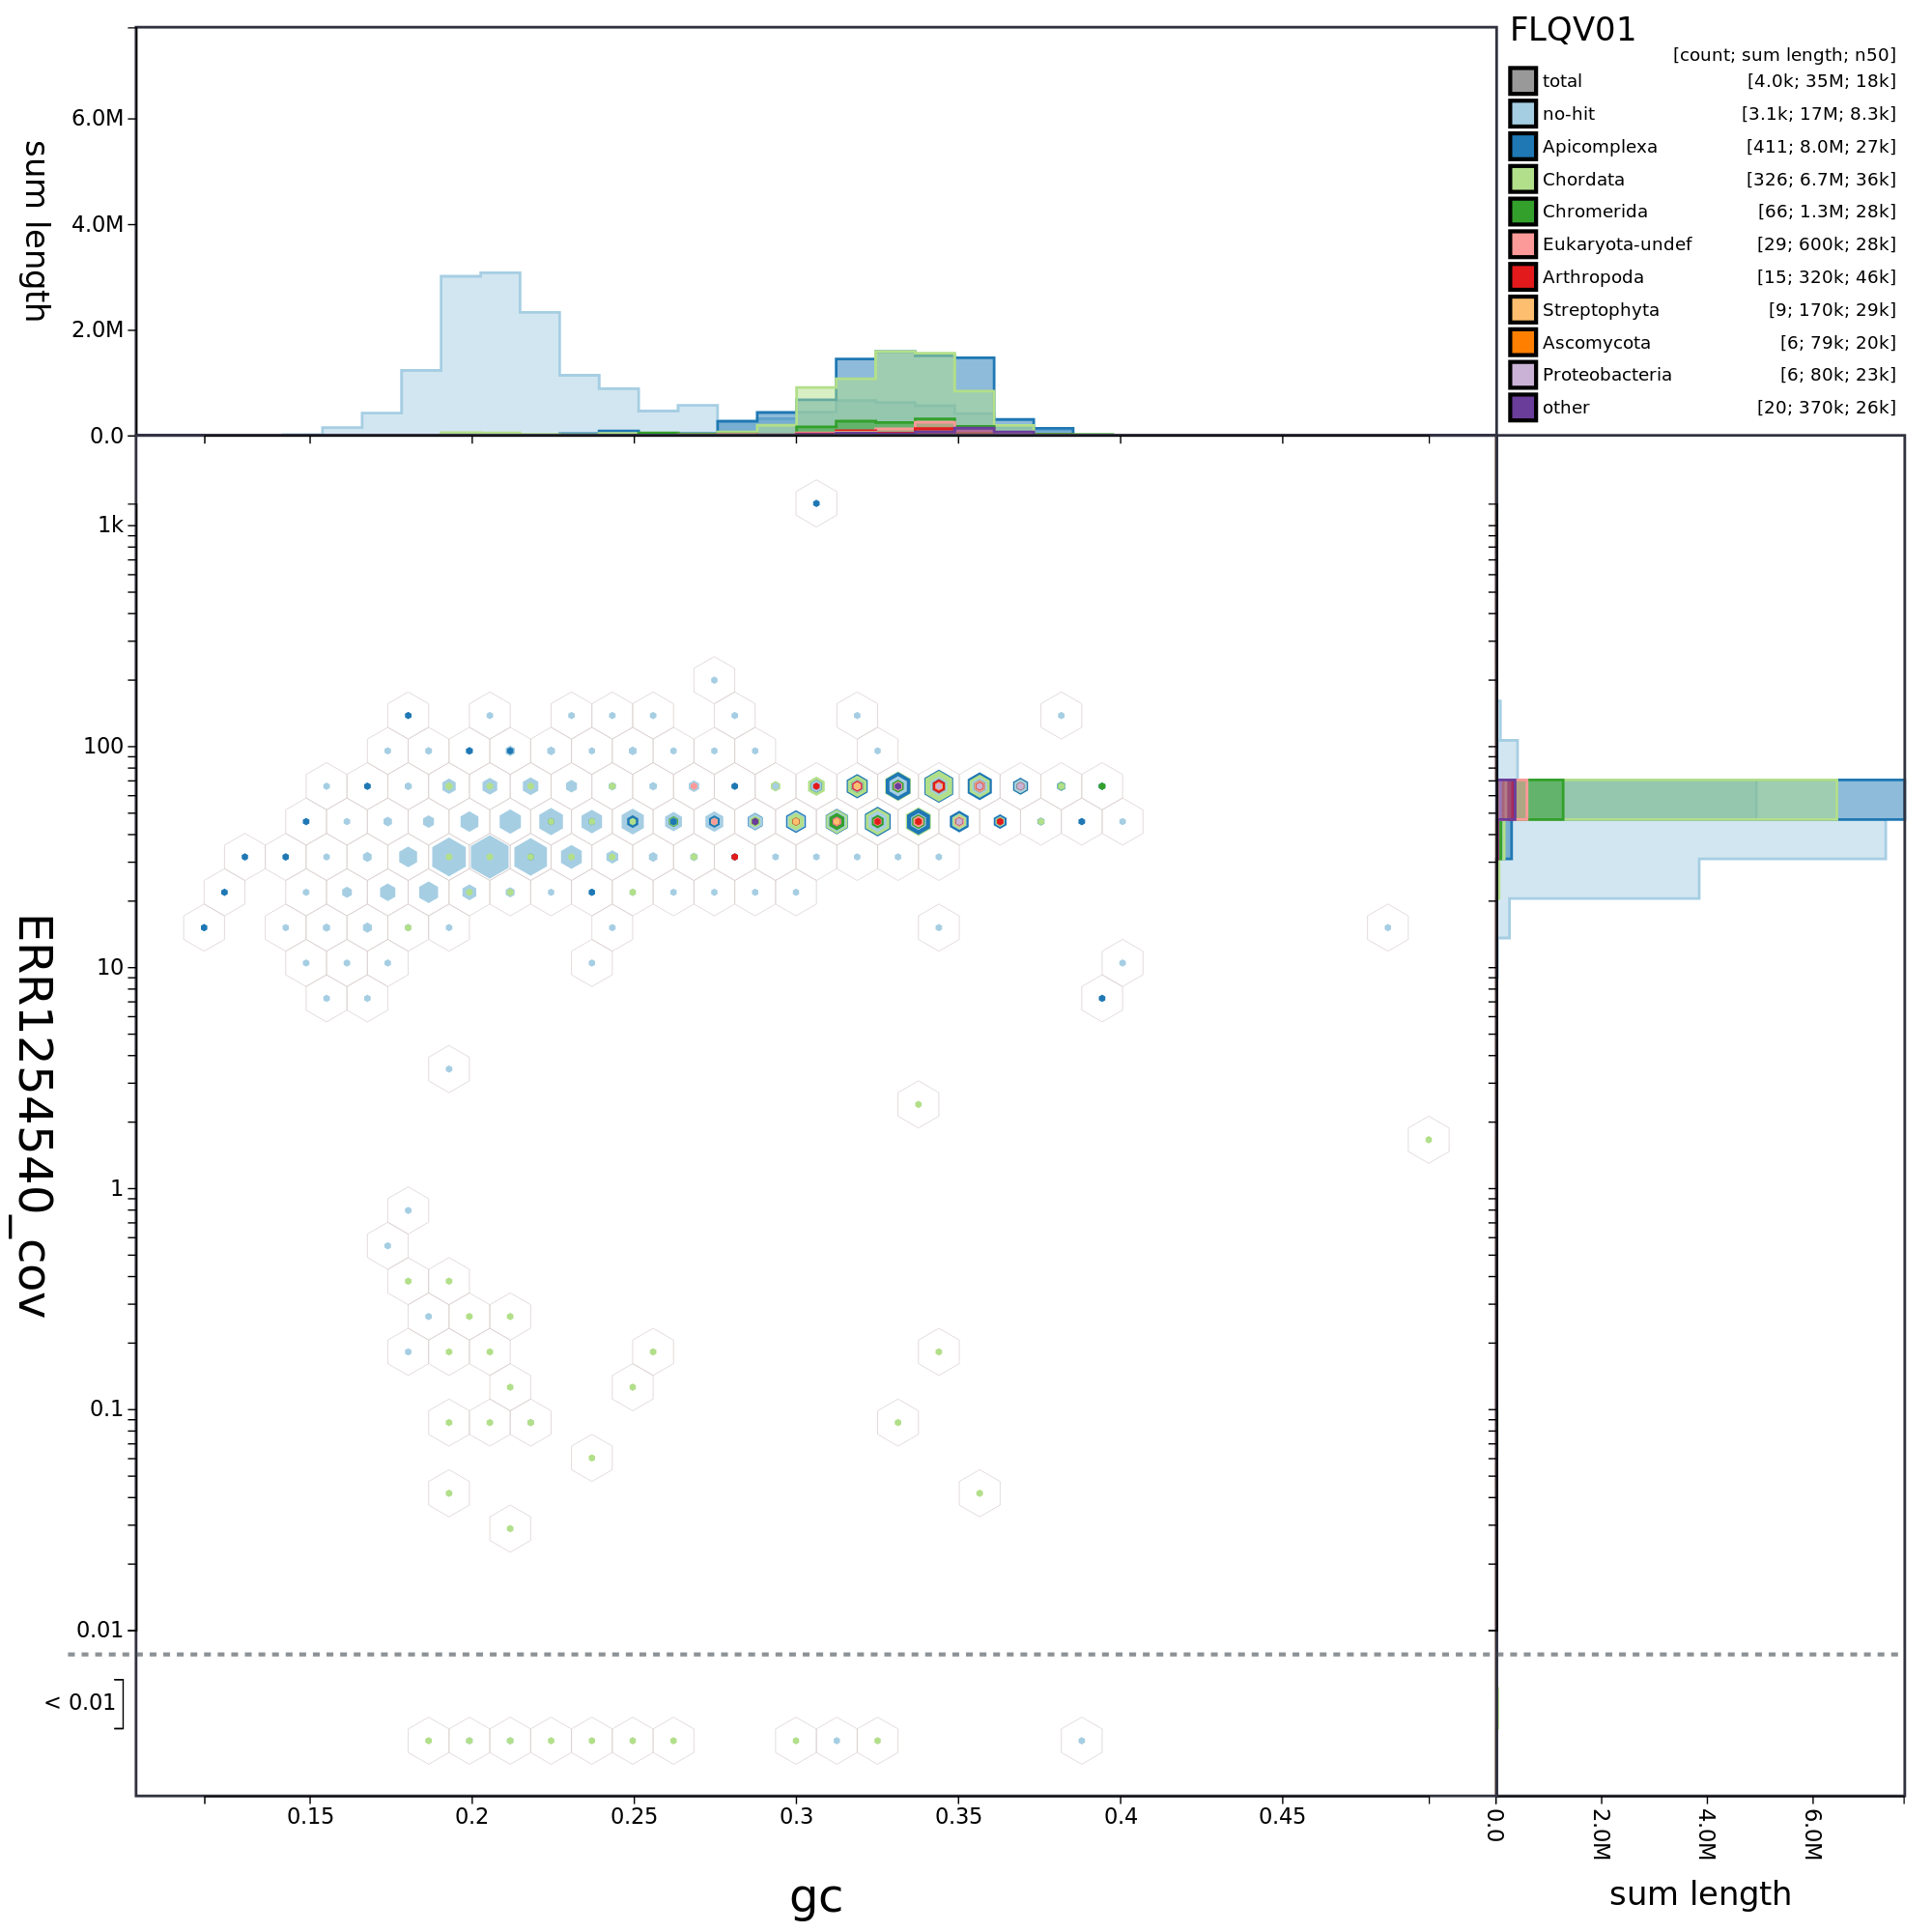 FLQV01
[count; sum length; n50]
total [4.0k; 35M; 18k]
no-hit [3.1k; 17M; 8.3k]
Apicomplexa [411; 8.0M; 27k]
Chordata [326; 6.7M; 36k]
Chromerida [66; 1.3M; 28k]
Eukaryota-undef [29; 600k; 28k]
Arthropoda [15; 320k; 46k]
Streptophyta [9; 170k; 29k]
Ascomycota [6; 79k; 20k]
Proteobacteria [6; 80k; 23k]
other [20; 370k; 26k]
sum length
6.0M
4.0M
2.0M
0.0
ERR1254540_cov
1k
100
10
1
0.1
0.01
< 0.01
0.15 0.2 0.25 0.3 0.35 0.4 0.45
gc
0.0 2.0M 4.0M 6.0M
sum length